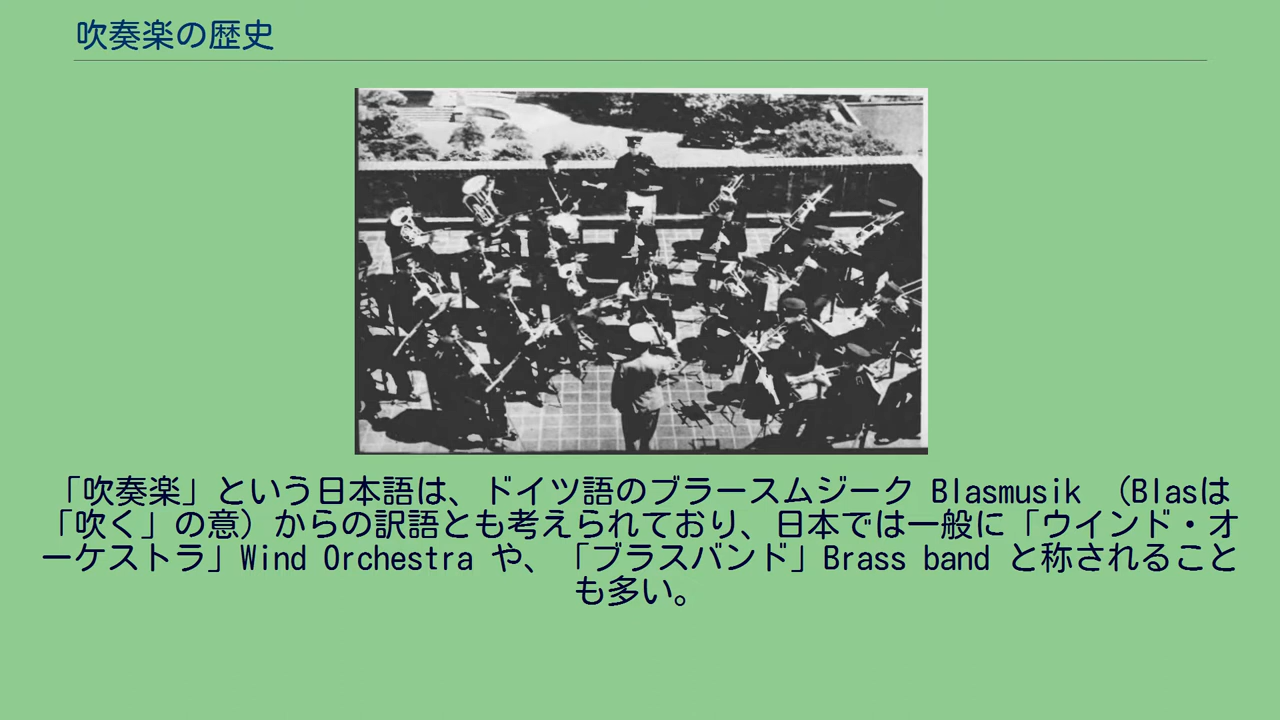 吹奏楽の歴史
「吹奏楽」という日本語は、ドイツ語のブラースムジーク Blasmusik （Blasは
「吹く」の意）からの訳語とも考えられており、日本では一般に「ウインド・オ
ーケストラ」Wind Orchestra や、「ブラスバンド」Brass band と称されること
も多い。